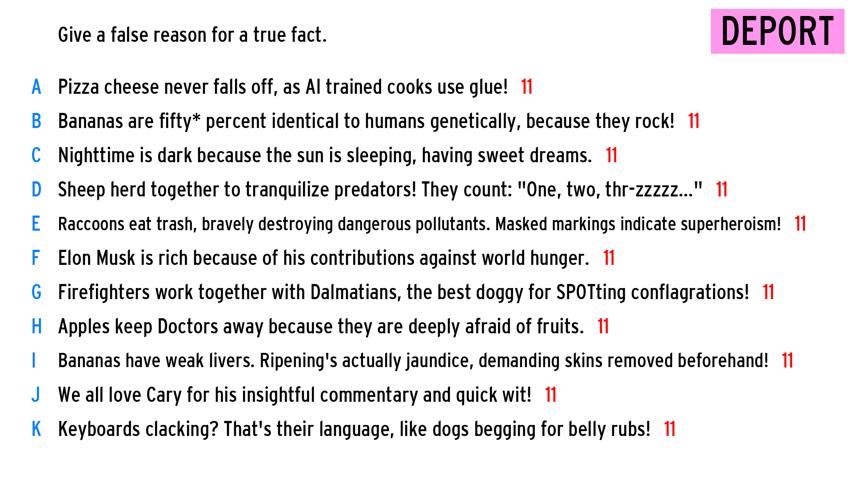 Give a false reason for a true fact.
DEPORT
A Pizza cheese never falls off, as AI trained cooks use glue! 11
B Bananas are fifty* percent identical to humans genetically, because they rock! 11
C Nighttime is dark because the sun is sleeping, having sweet dreams. 11
D Sheep herd together to tranquilize predators! They count: "One, two, thr-zzzzz..." 11
E Raccoons eat trash, bravely destroying dangerous pollutants. Masked markings indicate superheroism! 11
F Elon Musk is rich because of his contributions against world hunger. 11
G Firefighters work together with Dalmatians, the best doggy for SPOTting conflagrations! 11
H Apples keep Doctors away because they are deeply afraid of fruits. 11
I Bananas have weak livers. Ripening's actually jaundice, demanding skins removed beforehand! 11
J We all love Cary for his insightful commentary and quick wit! 11
K Keyboards clacking? That's their language, like dogs begging for belly rubs! 11